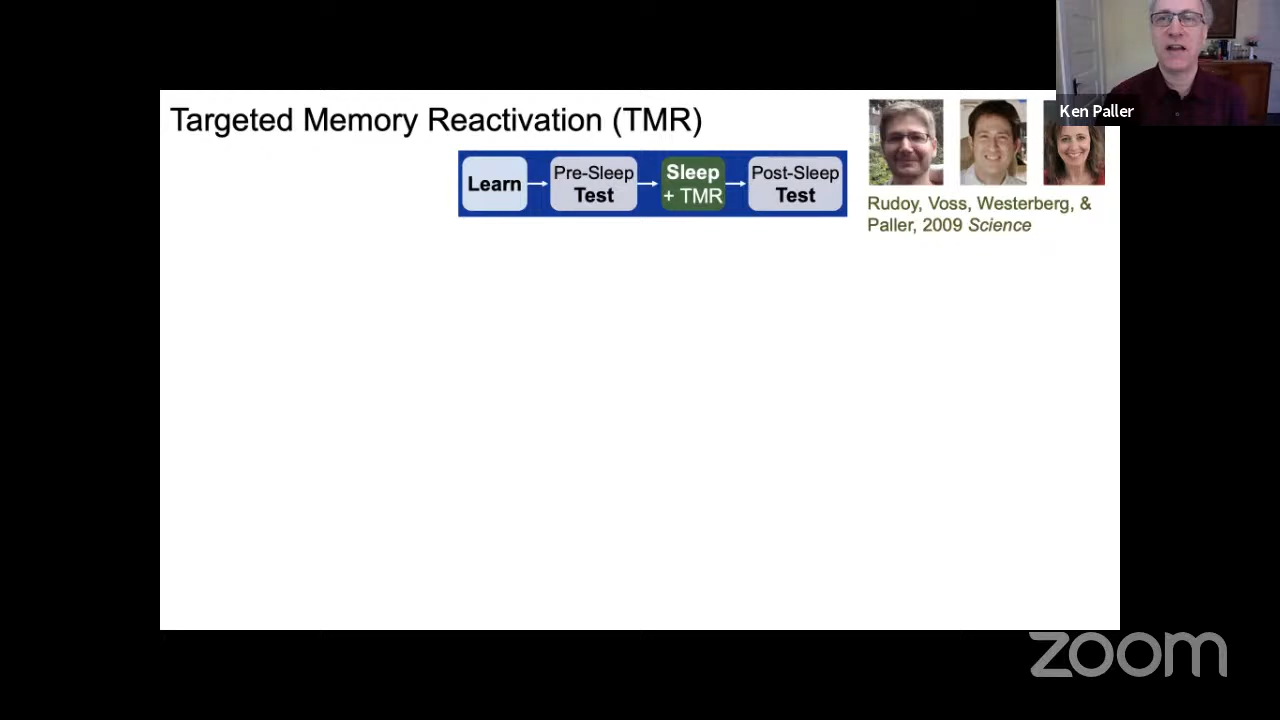 Targeted Memory Reactivation (TMR)
Learn
Pre-Sleep
Test
Sleep
+ TMR
Post-Sleep
Test
Ken Paller
Rudoy, Voss, Westerberg, &
Paller, 2009 Science
zoom